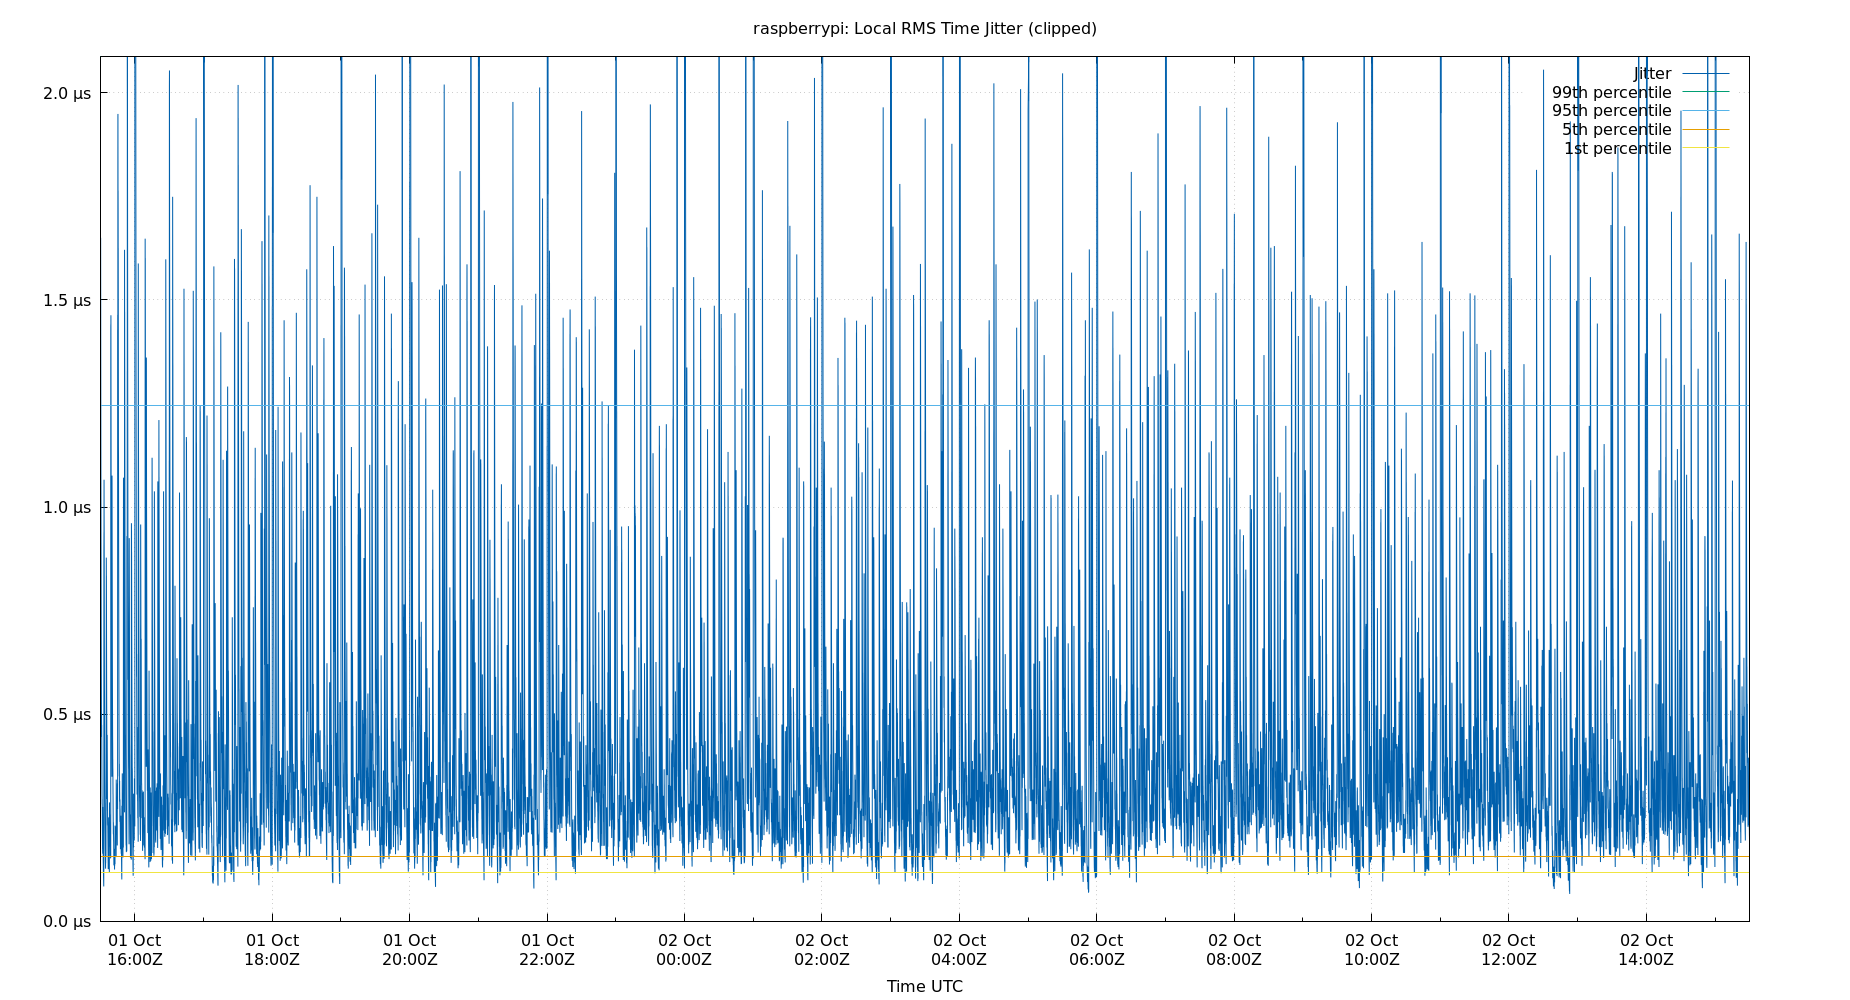 raspberrypi: Local RMS Time Jitter (clipped)
Jitter
99th percentile
95th percentile
5th percentile
1st percentile
2.0 µs
1.5 µs
1.0 µs
0.5 µs
0.0 µs
01 Oct 01 Oct 01 Oct 01 Oct 02 Oct 02 Oct 02 Oct 02 Oct 02 Oct 02 Oct 02 Oct 02 Oct
16:00Z 18:00Z 20:00Z 22:00Z 00:00Z 02:00Z 04:00Z 06:00Z 08:00Z 10:00Z 12:00Z 14:00Z
Time UTC